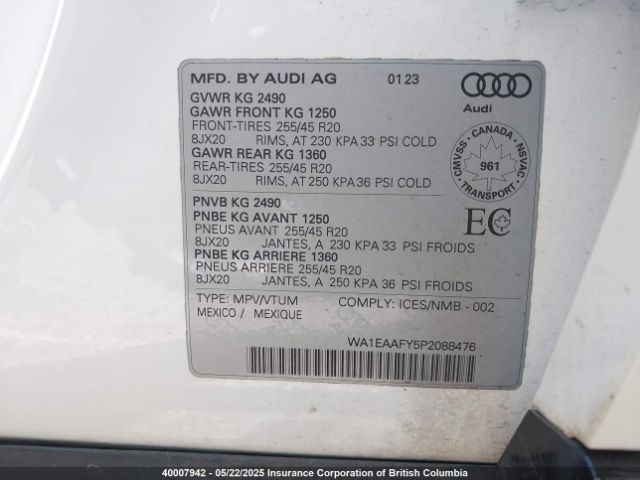 MFD. BY AUDI AG 01 23
Audi
GVWR KG 2490
GAWR FRONT KG 1250
FRONT-TIRES 255/45 R20
8JX20 RIMS, AT 230 KPA 33 PSI COLD
GAWR REAR KG 1360
REAR-TIRES 255/45 R20
8JX20 RIMS, AT 250 KPA 36 PSI COLD
CMVSS - CANADA - NSVAC
961
TRANSPORT
PNVB KG 2490
PNBE KG AVANT 1250
PNEUS AVANT 255/45 R20
8JX20 JANTES, A 230 KPA 33 PSI FROIDS
PNBE KG ARRIERE 1360
PNEUS ARRIERE 255/45 R20
8JX20 JANTES, A 250 KPA 36 PSI FROIDS
EC
TYPE: MPV/VTUM COMPLY: ICES/NMB - 002
MEXICO / MEXIQUE
WA1EAAFY5P2088476
40007942 - 05/22/2025 Insurance Corporation of British Columbia